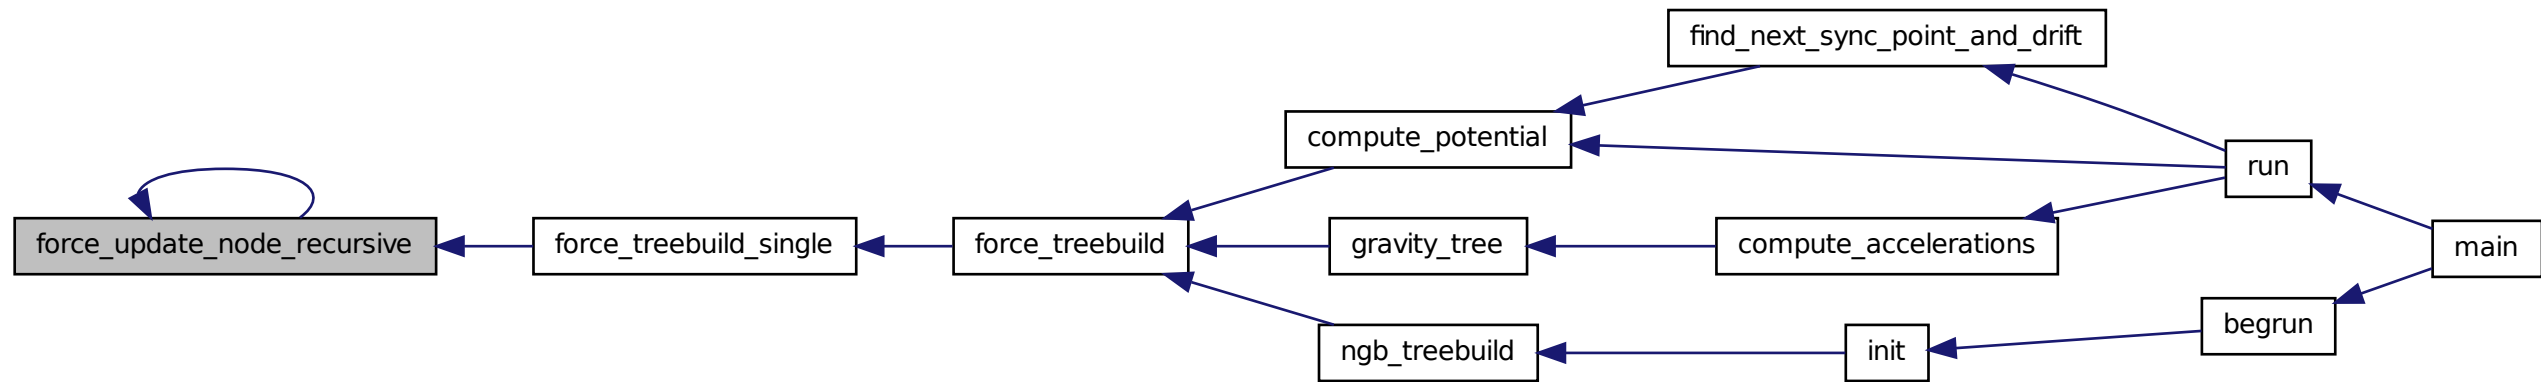 find_next_sync_point_and_drift
compute_potential
run
force_update_node_recursive
force_treebuild_single
force_treebuild
gravity_tree
compute_accelerations
main
ngb_treebuild
init
begrun